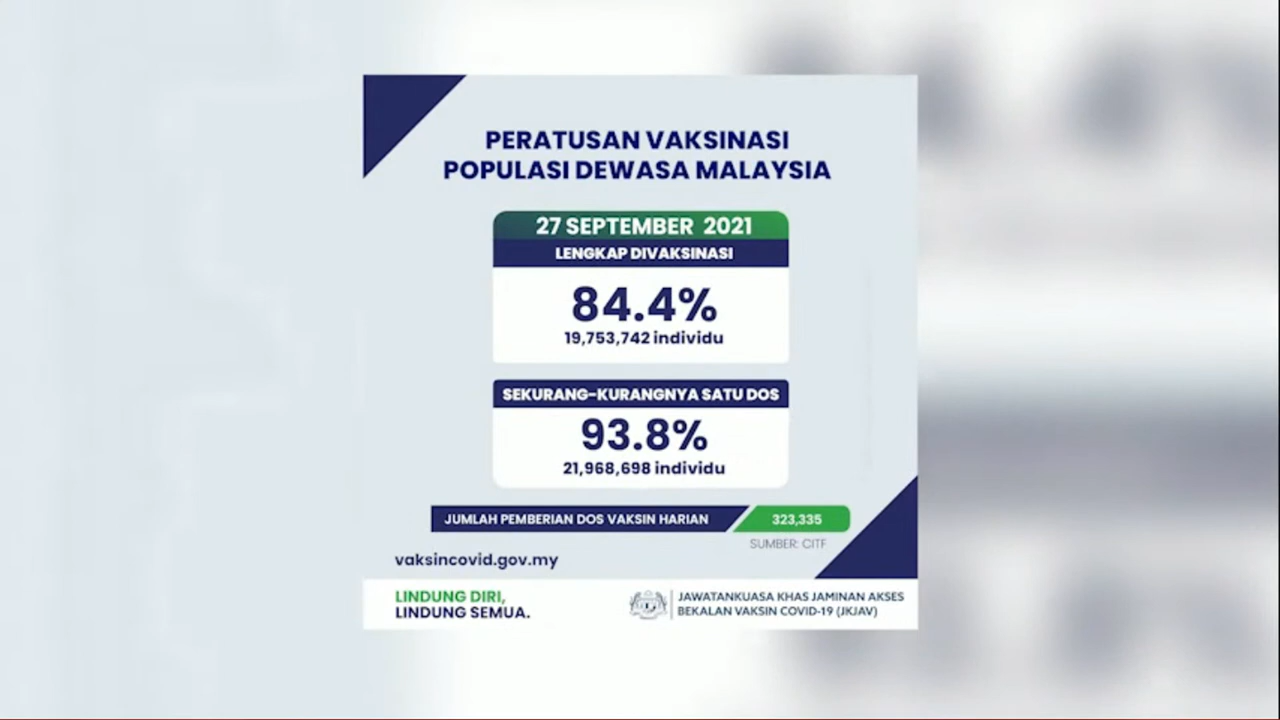 PERATUSAN VAKSINASI
POPULASI DEWASA MALAYSIA
27 SEPTEMBER 2021
LENGKAP DIVAKSINASI
84.4%
19,753,742 individu
SEKURANG-KURANGNYA SATU DOS
93.8%
21,968,698 individu
JUMLAH PEMBERIAN DOS VAKSIN HARIAN 323,335
SUMBER: CITF
vaksincovid.gov.my
LINDUNG DIRI,
LINDUNG SEMUA.
JAWATANKUASA KHAS JAMINAN AKSES
BEKALAN VAKSIN COVID-19 (JKJAV)